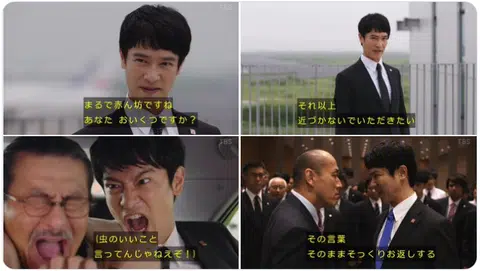 TBS
まるで赤ん坊ですね
あなた おいくつですか?
それ以上
近づかないでいただきたい
TBS
(虫のいいこと
言ってんじゃねえぞ!)
TBS
その言葉
そのままそっくりお返しする